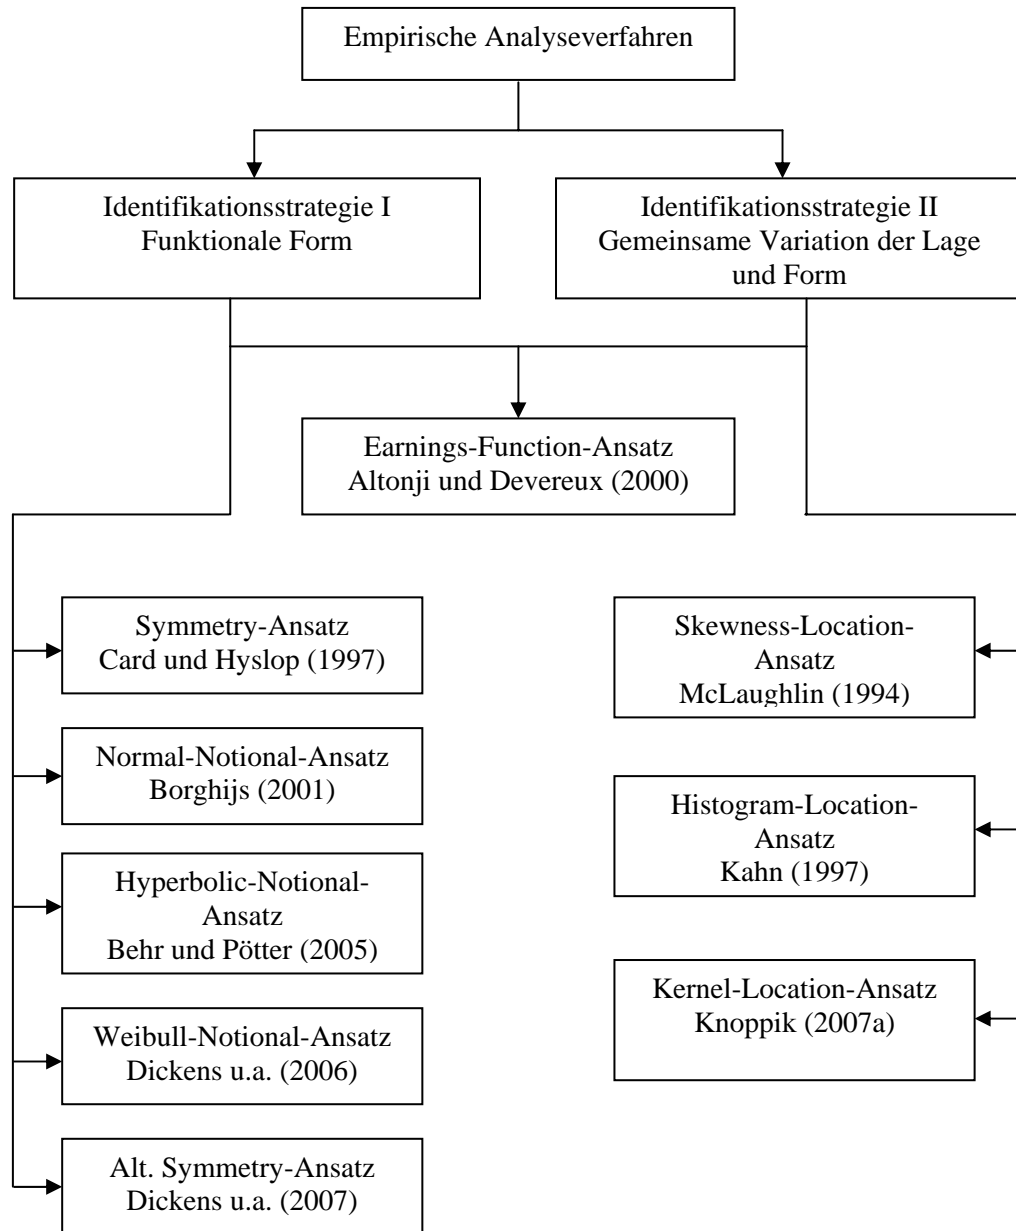 Empirische Analyseverfahren
Identifikationsstrategie I
Funktionale Form
Identifikationsstrategie II
Gemeinsame Variation der Lage
und Form
Earnings-Function-Ansatz
Altonji und Devereux (2000)
Symmetry-Ansatz
Card und Hyslop (1997)
Normal-Notional-Ansatz
Borghijs (2001)
Hyperbolic-Notional-
Ansatz
Behr und Pötter (2005)
Weibull-Notional-Ansatz
Dickens u.a. (2006)
Alt. Symmetry-Ansatz
Dickens u.a. (2007)
Skewness-Location-
Ansatz
McLaughlin (1994)
Histogram-Location-
Ansatz
Kahn (1997)
Kernel-Location-Ansatz
Knoppik (2007a)